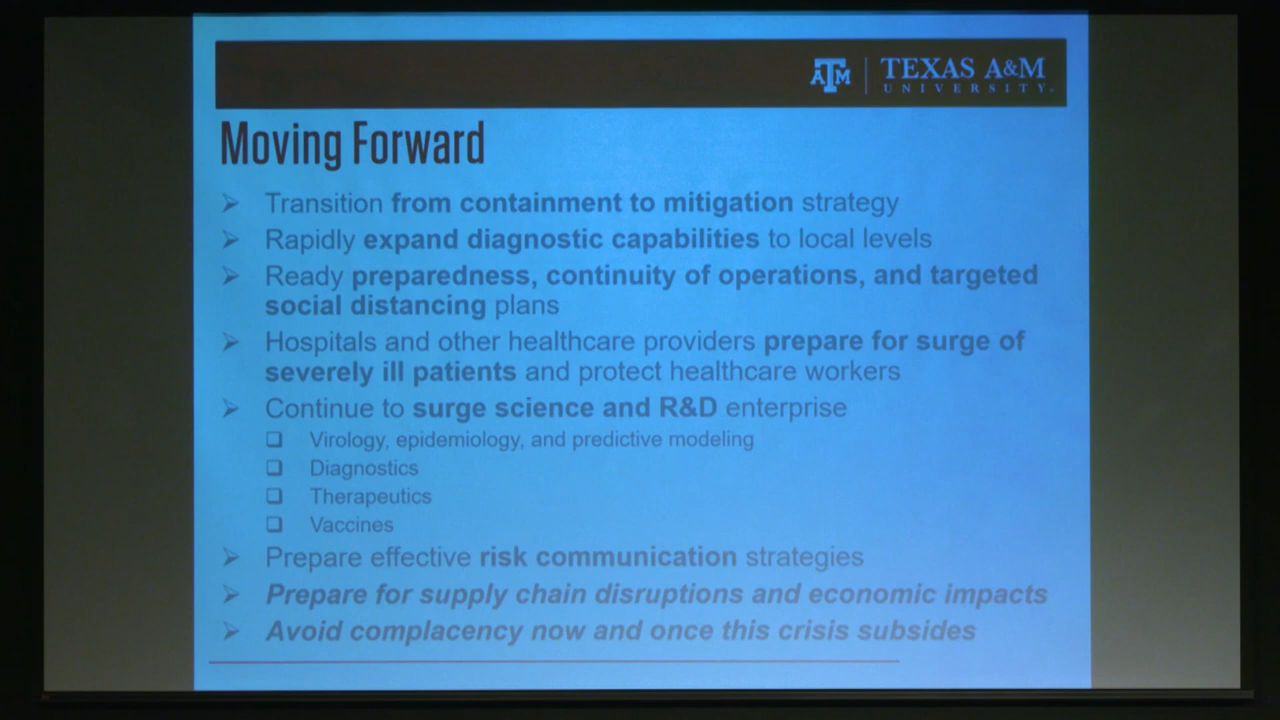 ATM | TEXAS A&M
UNIVERSITY.
Moving Forward
➢ Transition from containment to mitigation strategy
➢ Rapidly expand diagnostic capabilities to local levels
➢ Ready preparedness, continuity of operations, and targeted
social distancing plans
➢ Hospitals and other healthcare providers prepare for surge of
severely ill patients and protect healthcare workers
➢ Continue to surge science and R&D enterprise
❑ Virology, epidemiology, and predictive modeling
❑ Diagnostics
❑ Therapeutics
❑ Vaccines
➢ Prepare effective risk communication strategies
➢ Prepare for supply chain disruptions and economic impacts
➢ Avoid complacency now and once this crisis subsides